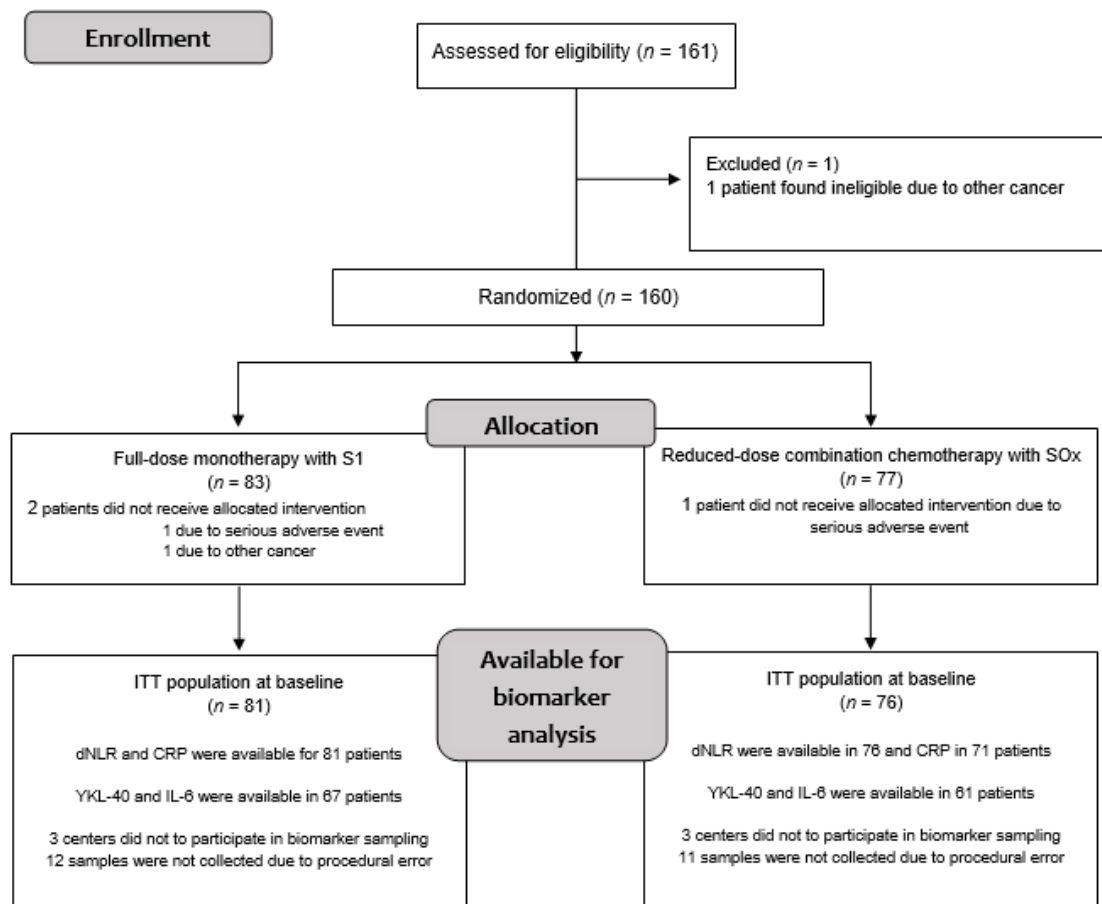 Enrollment
Assessed for eligibility (n = 161)
Excluded (n = 1)
1 patient found ineligible due to other cancer
Randomized (n = 160)
Allocation
Full-dose monotherapy with S1
(n = 83)
2 patients did not receive allocated intervention
1 due to serious adverse event
1 due to other cancer
Reduced-dose combination chemotherapy with SOx
(n = 77)
1 patient did not receive allocated intervention due to
serious adverse event
Available for
biomarker
analysis
ITT population at baseline
(n = 81)
dNLR and CRP were available for 81 patients
YKL-40 and IL-6 were available in 67 patients
3 centers did not to participate in biomarker sampling
12 samples were not collected due to procedural error
ITT population at baseline
(n = 76)
dNLR were available in 76 and CRP in 71 patients
YKL-40 and IL-6 were available in 61 patients
3 centers did not to participate in biomarker sampling
11 samples were not collected due to procedural error